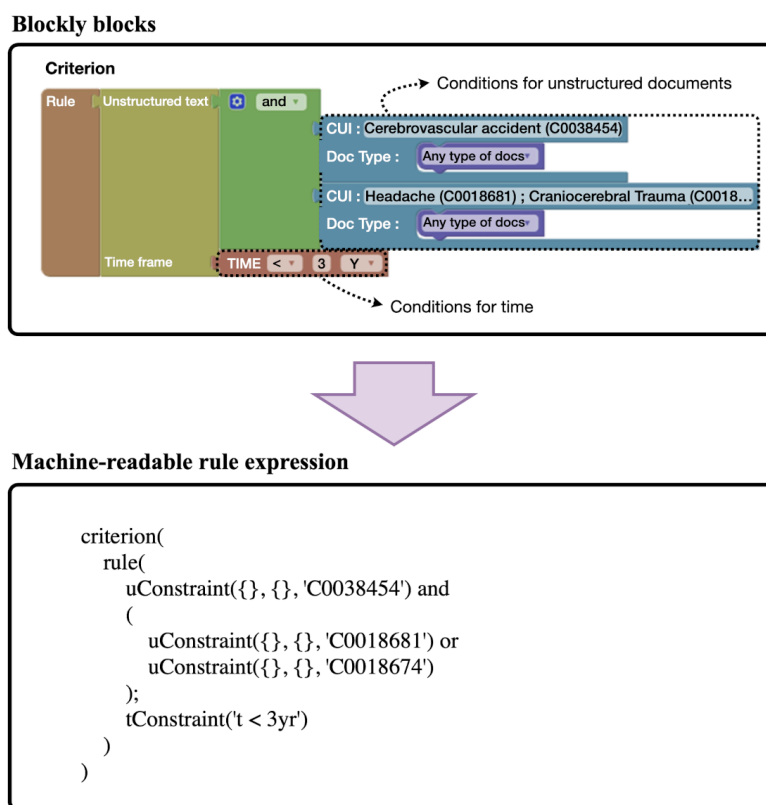 Blockly blocks
Criterion
Conditions for unstructured documents
Rule Unstructured text and
CUI : Cerebrovascular accident (C0038454)
Doc Type : Any type of docs
CUI : Headache (C0018681) ; Craniocerebral Trauma (C0018...
Doc Type : Any type of docs
Time frame TIME < 3 Y
Conditions for time
Machine-readable rule expression
criterion(
rule(
uConstraint({}, {}, 'C0038454') and
(
uConstraint({}, {}, 'C0018681') or
uConstraint({}, {}, 'C0018674')
);
tConstraint('t < 3yr')
)
)